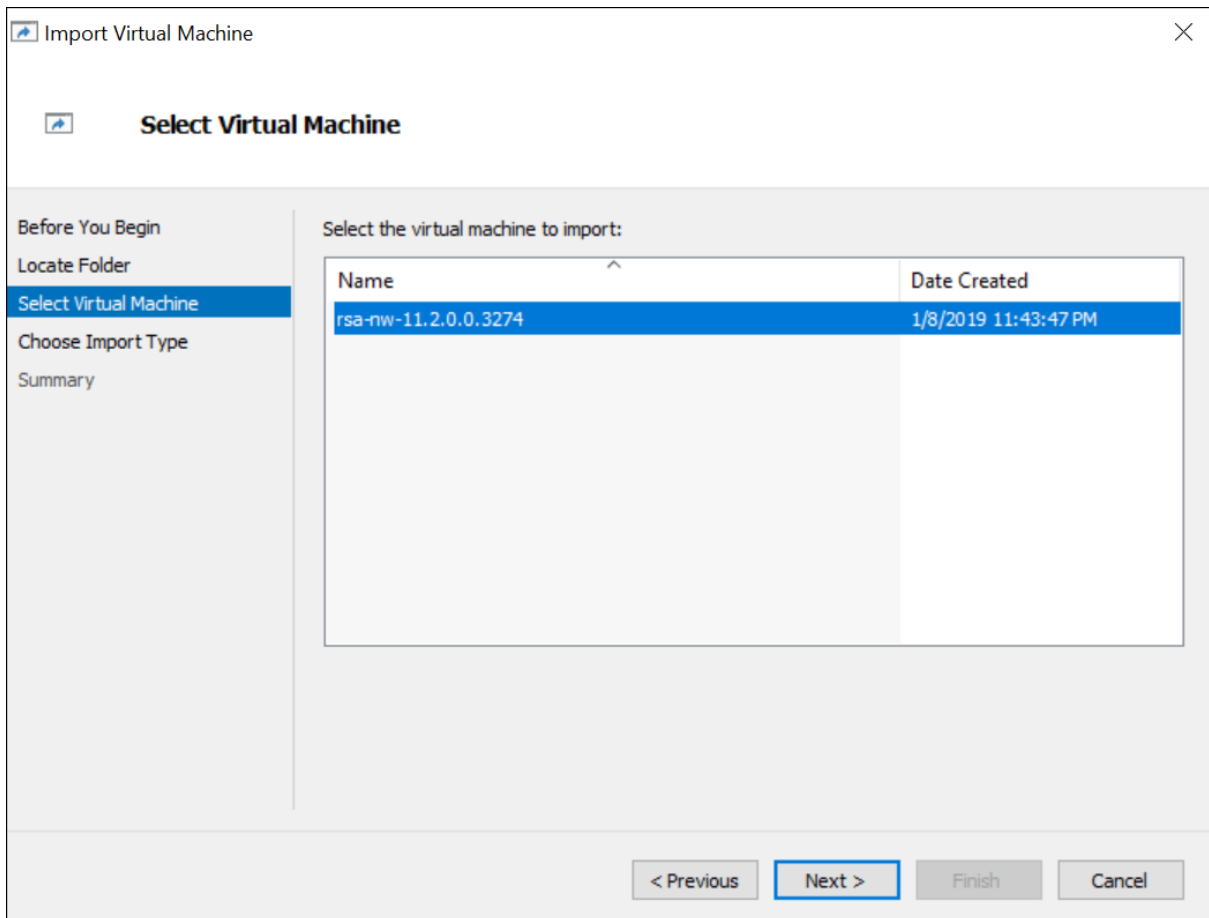 Import Virtual Machine
Select Virtual Machine
Before You Begin
Locate Folder
Select Virtual Machine
Choose Import Type
Summary
Select the virtual machine to import:
Name Date Created
rsa-nw-11.2.0.0.3274 1/8/2019 11:43:47 PM
< Previous Next > Finish Cancel